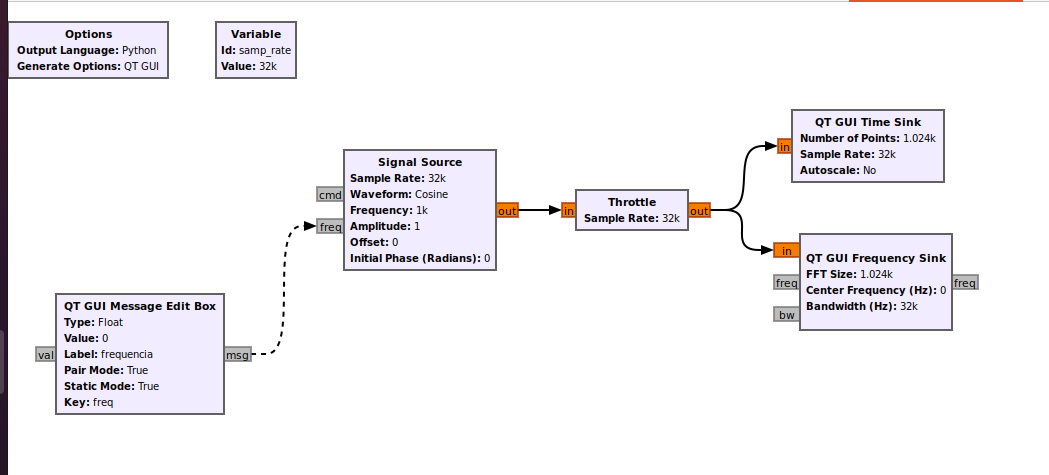 Options
Output Language: Python
Generate Options: QT GUI
Variable
Id: samp_rate
Value: 32k
Signal Source
Sample Rate: 32k
Waveform: Cosine
Frequency: 1k
Amplitude: 1
Offset: 0
Initial Phase (Radians): 0
cmd
freq
out
in
Throttle
Sample Rate: 32k
out
in
QT GUI Time Sink
Number of Points: 1.024k
Sample Rate: 32k
Autoscale: No
in
freq
bw
QT GUI Frequency Sink
FFT Size: 1.024k
Center Frequency (Hz): 0
Bandwidth (Hz): 32k
freq
val
QT GUI Message Edit Box
Type: Float
Value: 0
Label: frequencia
Pair Mode: True
Static Mode: True
Key: freq
msg